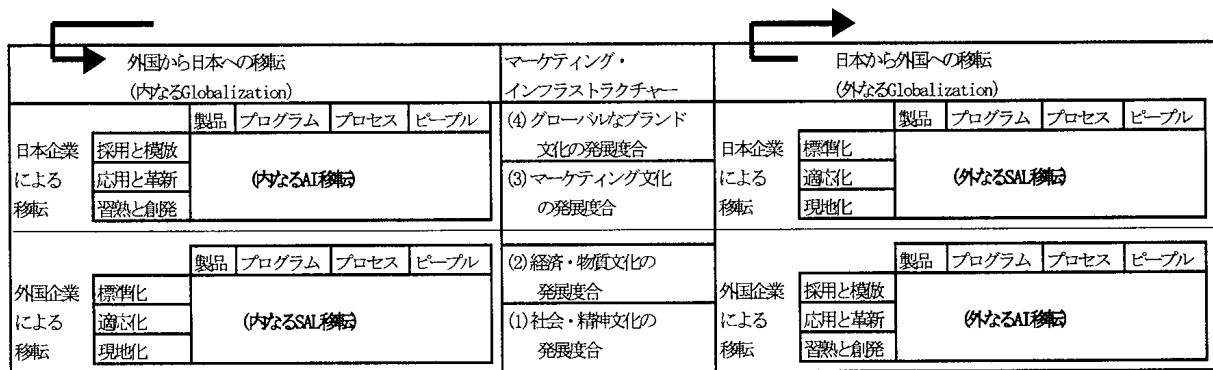 外国から日本への移転
(内なるGlobalization)
製品 プログラム プロセス ピープル
日本企業 採用と模倣
による 応用と革新 (内なるAI移転)
移転 習熟と創発
製品 プログラム プロセス ピープル
外国企業 標準化
による 適応化 (内なるSAL移転)
移転 現地化
マーケティング・
インフラストラクチャー
(4)グローバルなブランド
文化の発展度合
(3)マーケティング文化
の発展度合
(2)経済・物質文化の
発展度合
(1)社会・精神文化の
発展度合
日本から外国への移転
(外なるGlobalization)
製品 プログラム プロセス ピープル
日本企業 標準化
による 適応化 (外なるSAL移転)
移転 現地化
製品 プログラム プロセス ピープル
外国企業 採用と模倣
による 応用と革新 (外なるAI移転)
移転 習熟と創発